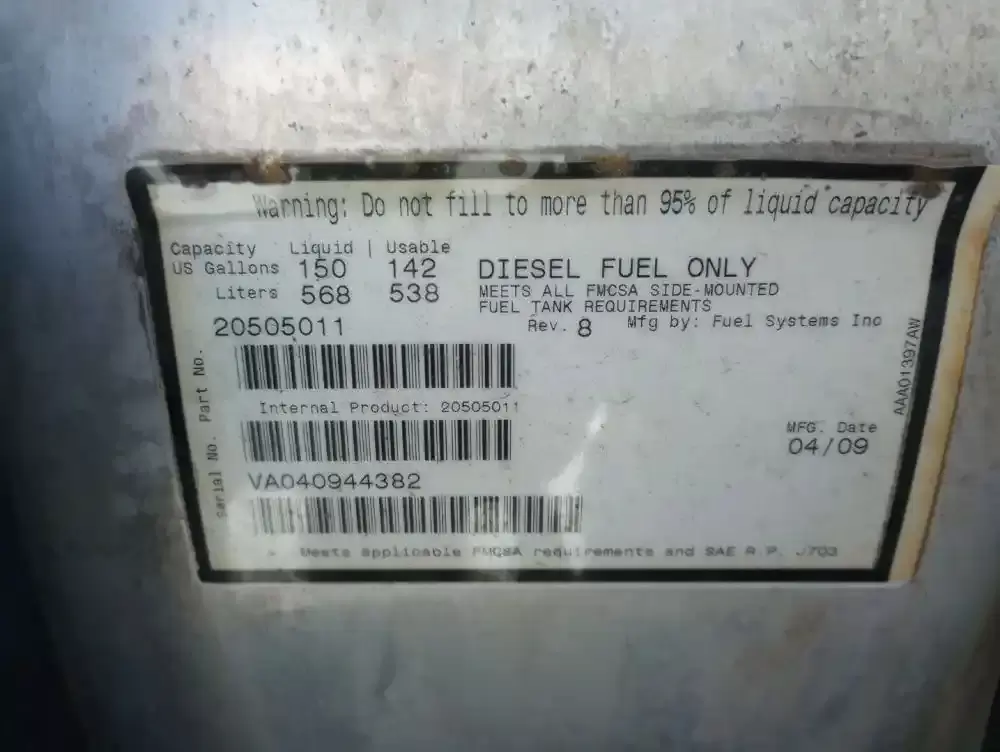 Warning: Do not fill to more than 95% of liquid capacity
Capacity Liquid | Usable
US Gallons 150 142
Liters 568 538
DIESEL FUEL ONLY
MEETS ALL FMCSA SIDE-MOUNTED
FUEL TANK REQUIREMENTS
Rev. 8 Mfg by: Fuel Systems Inc
20505011
Part No.
Internal Product: 20505011
Serial No.
VA040944382
MFG. Date
04/09
AAA01397AW
Meets applicable FMCSA requirements and SAE R.P. J703